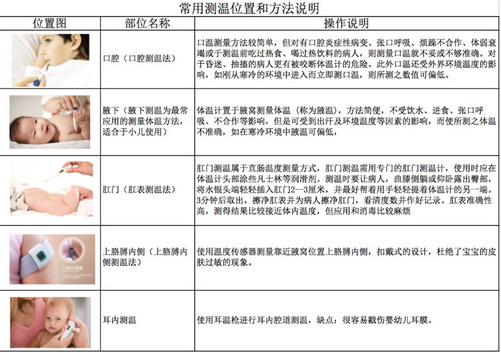 常用测温位置和方法说明
位置图 部位名称 操作说明
口腔（口腔测温法）
口温测量方法较简单，但对有口腔炎症性病变、张口呼吸、烦躁不合作、体弱衰
竭或于测温前吃过热食、喝过热饮料的病人，则测量口温就不妥或不够准确。对
于昏迷、抽搐的病人更有被咬断体温计的危险。此外口温还受外界环境温度的影
响，如刚从寒冷的环境中进入而立即测口温，则所测之数值可偏低。
腋下（腋下测温为最常
应用的测量体温方法，
适合于小儿使用）
体温计置于腋窝测量体温（称为腋温），方法简便，不受饮水、进食、张口呼
吸、不合作等影响，但是可受到出汗及环境温度等因素的影响，而使所测之体温
不准确，如在寒冷环境中腋温可偏低，
肛门（肛表测温法）
肛门测温属于直肠温度测量方式，肛门测温需用专门的肛门测温计，使用时应在
体温计头部涂些凡士林等润滑剂。测温时要让病人，曲膝侧躺或仰卧露出臀部，
将水银头端轻轻插入肛门2—3厘米，并最好帮着用手轻轻提着体温计的另一端。
3分钟后取出，擦净肛表并为病人擦净肛门，看清度数并作好记录。肛表准确性
高，测得结果比较接近体内温度，但应用和消毒比较麻烦
上胳膊内侧（上胳膊内
侧测温法）
使用温度传感器测量靠近腋窝位置上胳膊内侧，扣戴式的设计，杜绝了宝宝的皮
肤过敏的现象。
耳内测温
使用耳温枪进行耳内腔道测温，缺点：很容易戳伤婴幼儿耳膜。